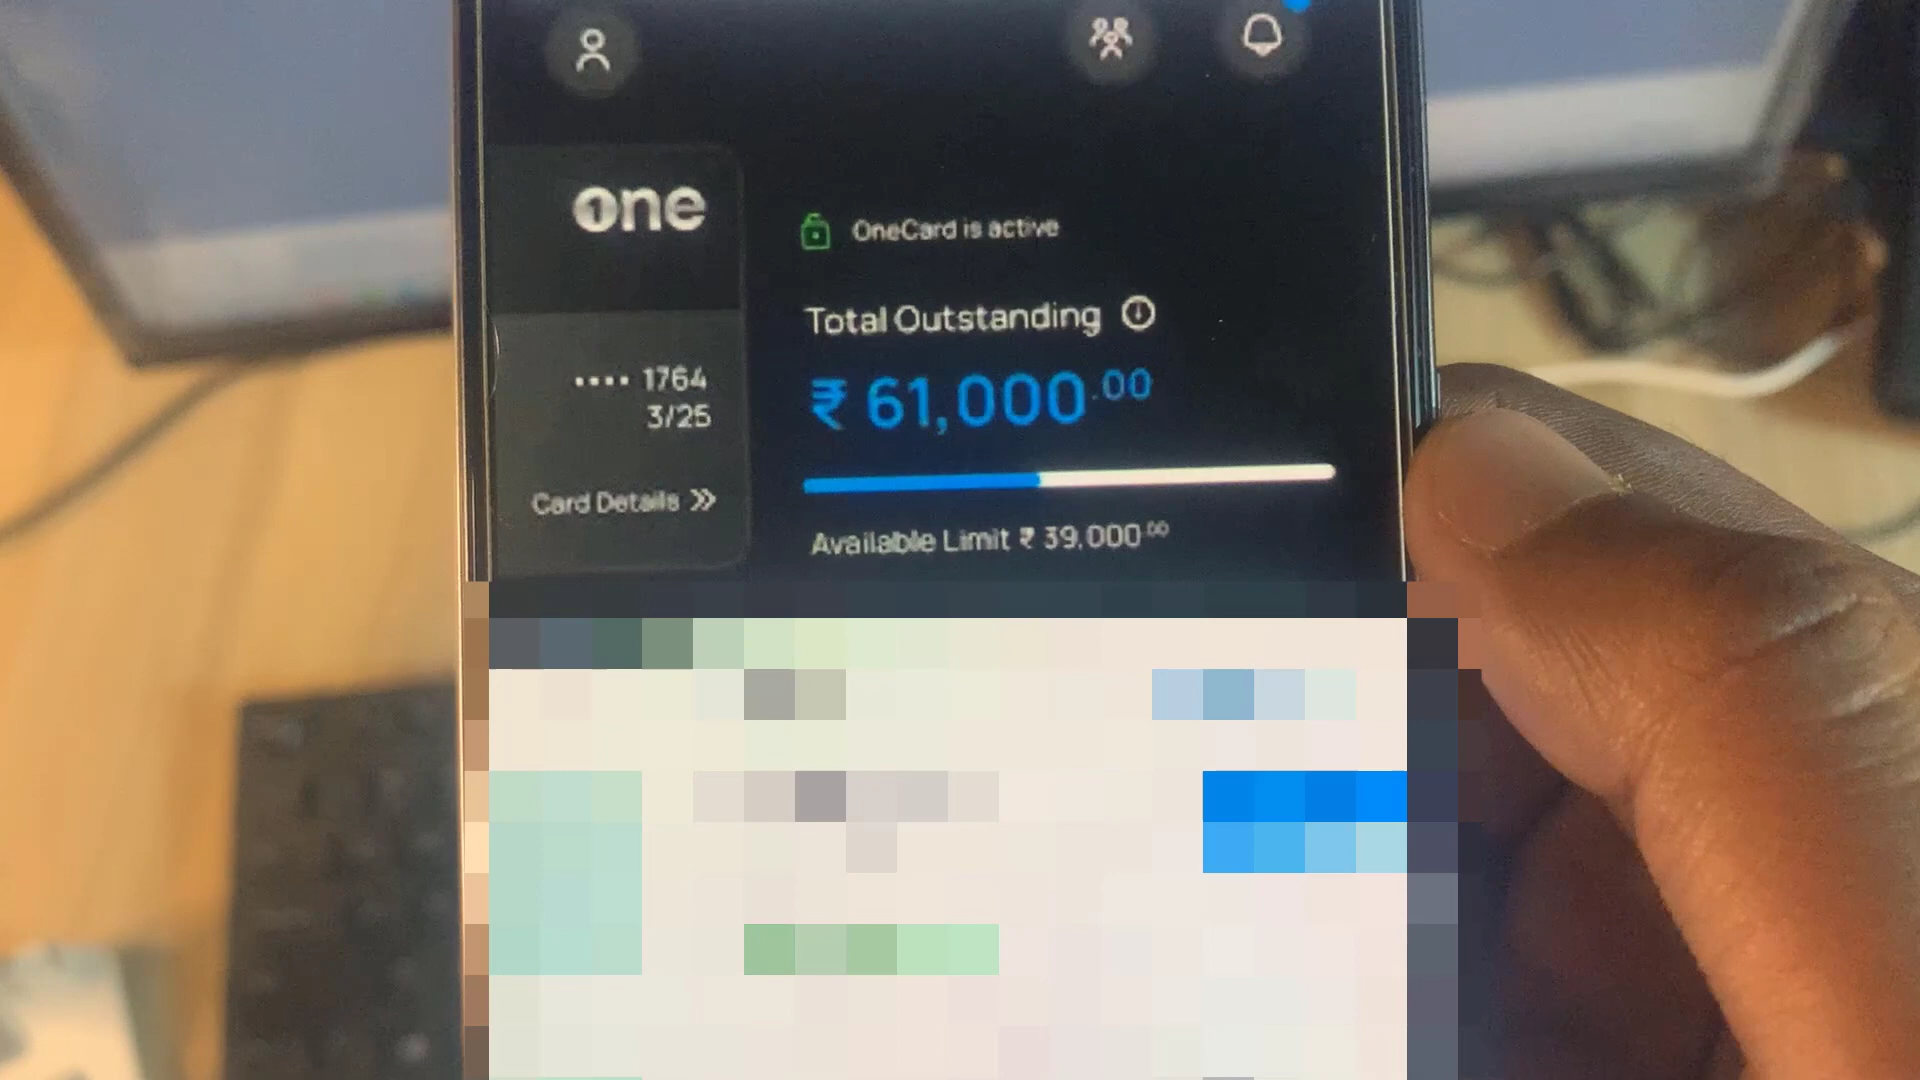 one
OneCard is active
Total Outstanding
₹ 61,000.00
•••• 1764
3/25
Card Details >>
Available Limit ₹ 39,000.00